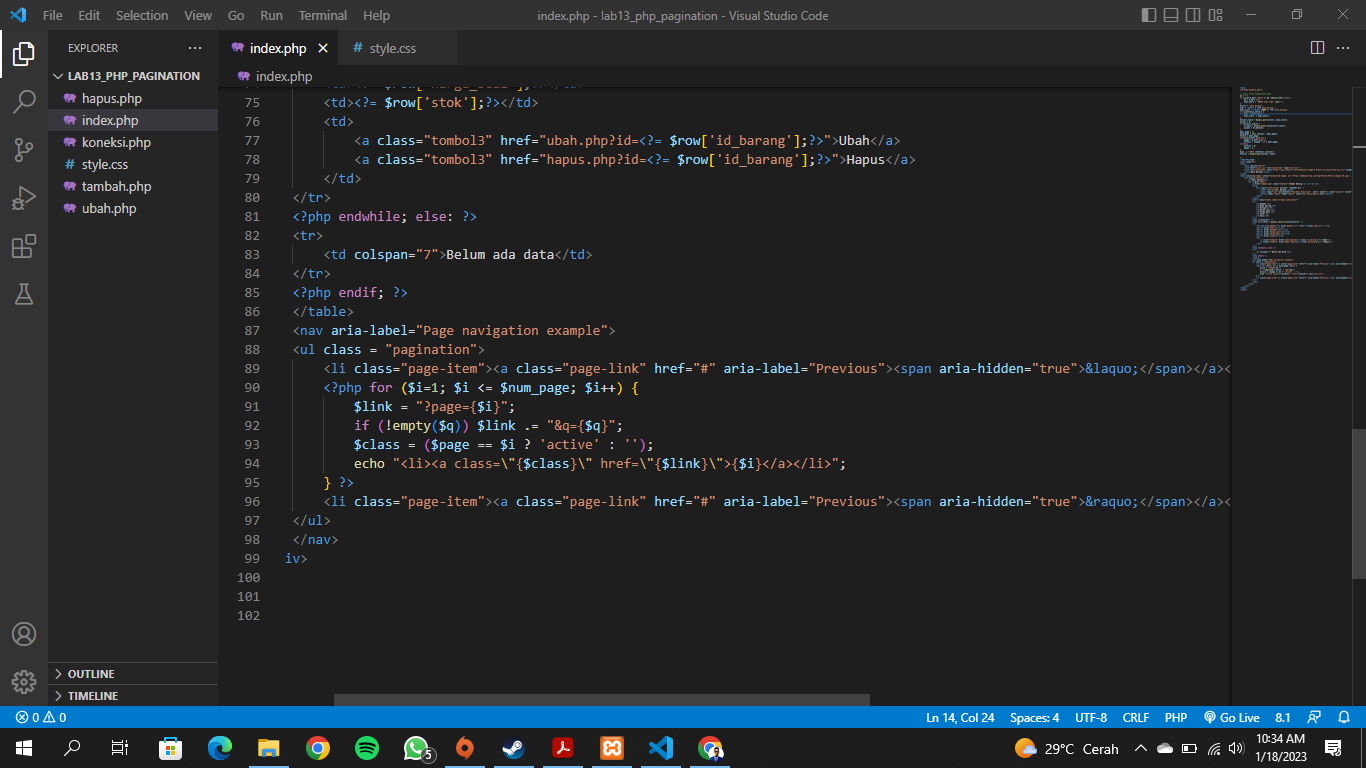 File Edit Selection View Go Run Terminal Help index.php - lab13_php_pagination - Visual Studio Code
EXPLORER
LAB13_PHP_PAGINATION
hapus.php
index.php
koneksi.php
style.css
tambah.php
ubah.php
OUTLINE
TIMELINE
index.php style.css
index.php
75 <td><?= $row['stok'];?></td>
76 <td>
77 <a class="tombol3" href="ubah.php?id=<?= $row['id_barang'];?>">Ubah</a>
78 <a class="tombol3" href="hapus.php?id=<?= $row['id_barang'];?>">Hapus</a>
79 </td>
80 </tr>
81 <?php endwhile; else: ?>
82 <tr>
83 <td colspan="7">Belum ada data</td>
84 </tr>
85 <?php endif; ?>
86 </table>
87 <nav aria-label="Page navigation example">
88 <ul class = "pagination">
89 <li class="page-item"><a class="page-link" href="#" aria-label="Previous"><span aria-hidden="true">&laquo;</span></a><
90 <?php for ($i=1; $i <= $num_page; $i++) {
91 $link = "?page={$i}";
92 if (!empty($q)) $link .= "&q={$q}";
93 $class = ($page == $i ? 'active' : '');
94 echo "<li><a class=\"{$class}\" href=\"{$link}\">{$i}</a></li>";
95 } ?>
96 <li class="page-item"><a class="page-link" href="#" aria-label="Previous"><span aria-hidden="true">&raquo;</span></a><
97 </ul>
98 </nav>
99 iv>
100
101
102
0 0 Ln 14, Col 24 Spaces: 4 UTF-8 CRLF PHP Go Live 8.1
5 29°C Cerah 10:34 AM
1/18/2023